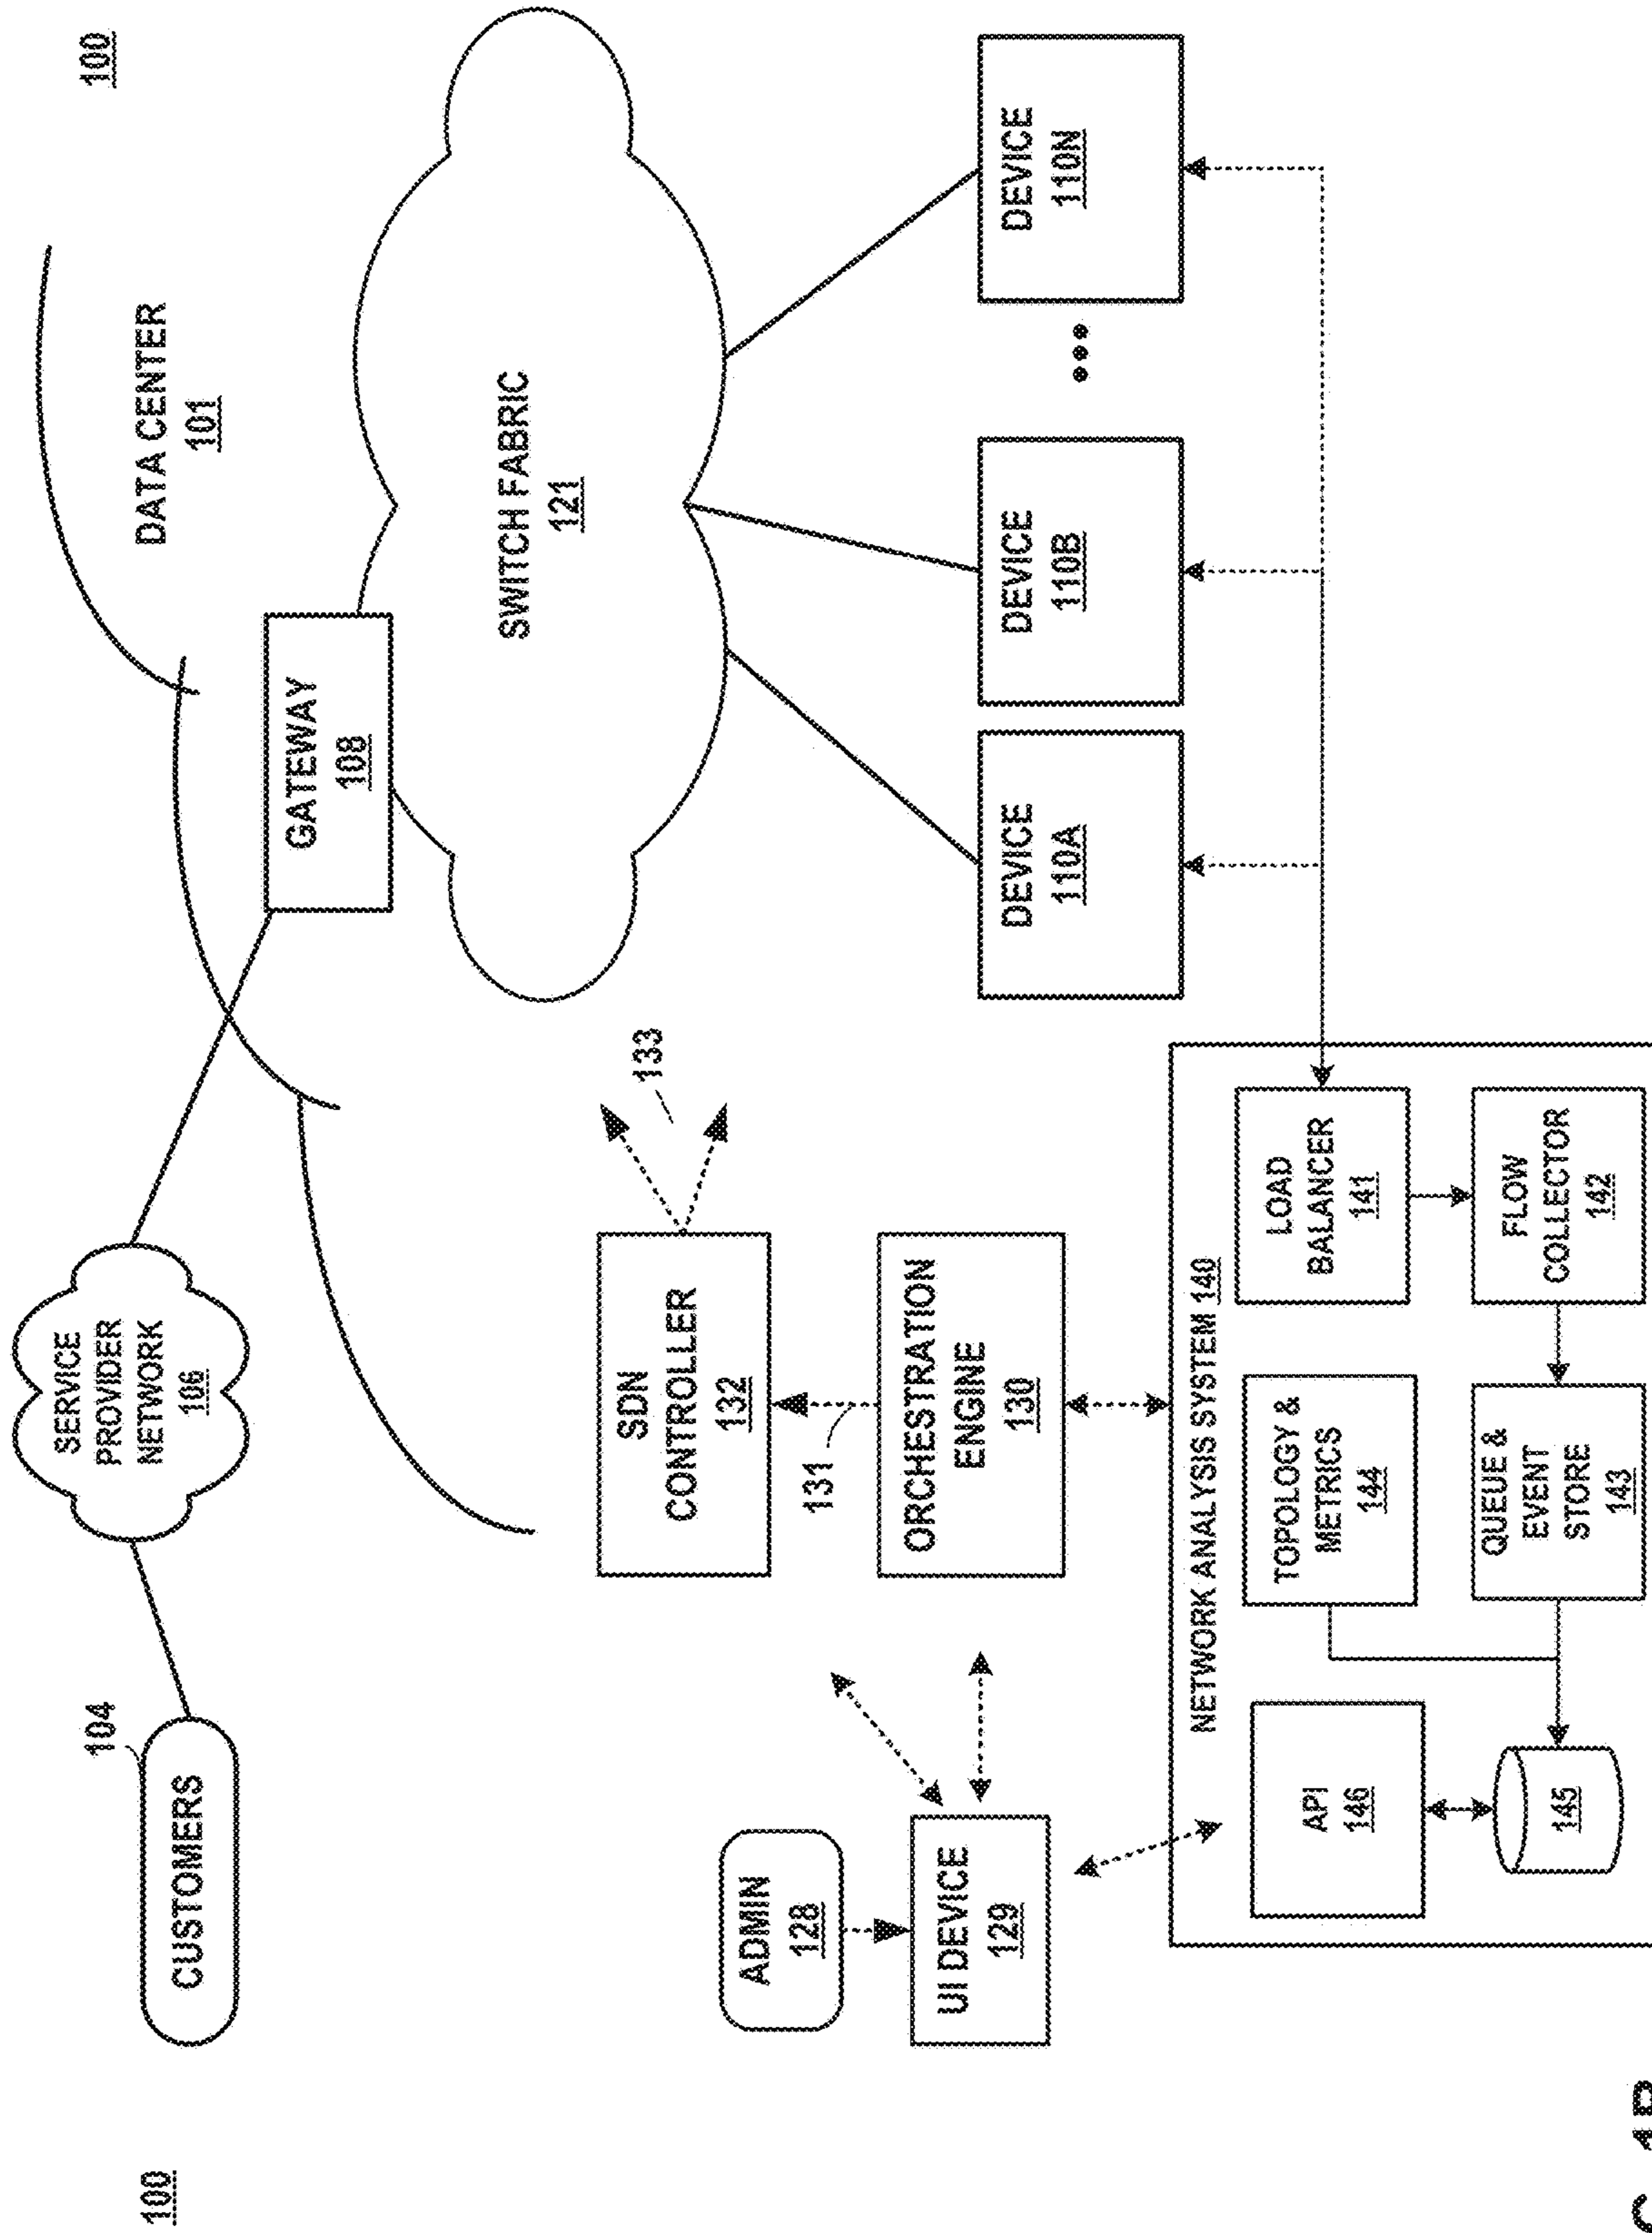 100
100
CUSTOMERS
104
SERVICE
PROVIDER
NETWORK
106
DATA CENTER
101
GATEWAY
108
SWITCH FABRIC
121
SDN
CONTROLLER
132
133
131
ORCHESTRATION
ENGINE
130
ADMIN
128
UI DEVICE
129
DEVICE
110A
DEVICE
110B
DEVICE
110N
NETWORK ANALYSIS SYSTEM 140
API
146
TOPOLOGY &
METRICS
144
LOAD
BALANCER
141
145
QUEUE &
EVENT
STORE
143
FLOW
COLLECTOR
142